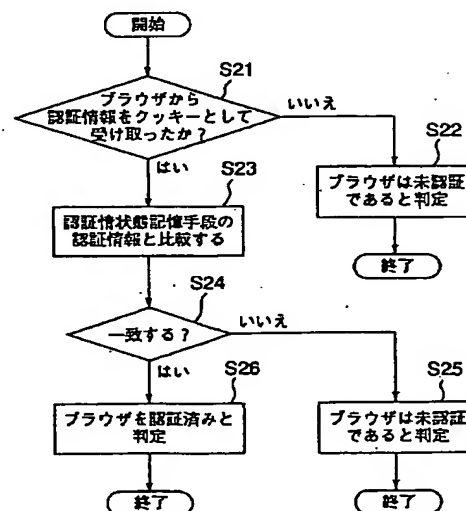 開始
S21
ブラウザから
認証情報をクッキーとして
受け取ったか？
いいえ
はい
S22
ブラウザは未認証
であると判定
終了
S23
認証情状態記憶手段の
認証情報と比較する
S24
一致する？
いいえ
はい
S26
ブラウザを認証済みと
判定
終了
S25
ブラウザは未認証
であると判定
終了